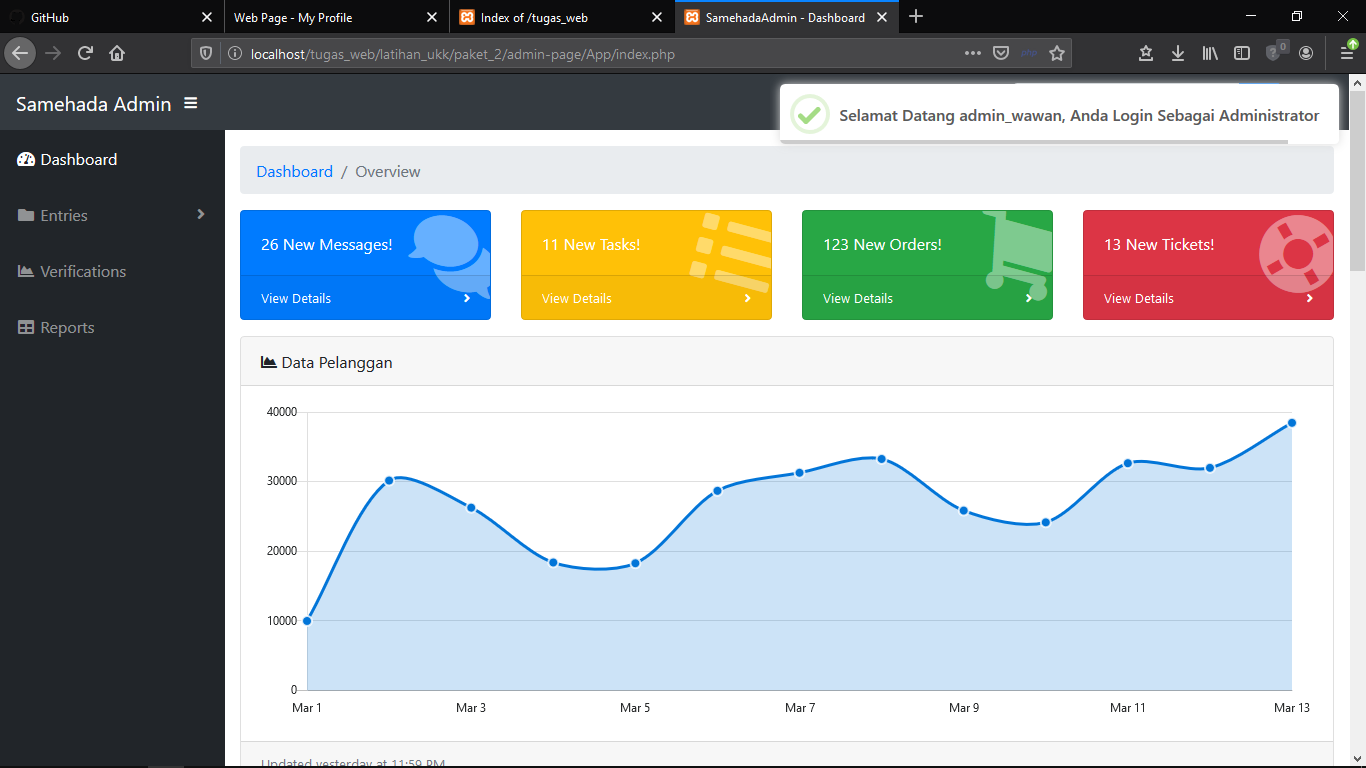 GitHub
Web Page - My Profile
Index of /tugas_web
SamehadaAdmin - Dashboard
localhost/tugas_web/latihan_ukk/paket_2/admin-page/App/index.php
php
0
Samehada Admin
Selamat Datang admin_wawan, Anda Login Sebagai Administrator
Dashboard
Entries
Verifications
Reports
Dashboard / Overview
26 New Messages!
View Details
11 New Tasks!
View Details
123 New Orders!
View Details
13 New Tickets!
View Details
Data Pelanggan
40000
30000
20000
10000
0
Mar 1 Mar 3 Mar 5 Mar 7 Mar 9 Mar 11 Mar 13
Updated yesterday at 11:59 PM